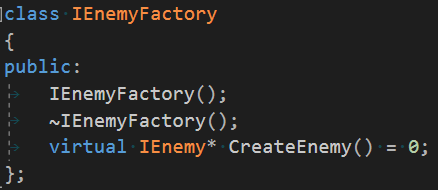 class IEnemyFactory
{
public:
    IEnemyFactory();
    ~IEnemyFactory();
    virtual IEnemy* CreateEnemy() = 0;
};